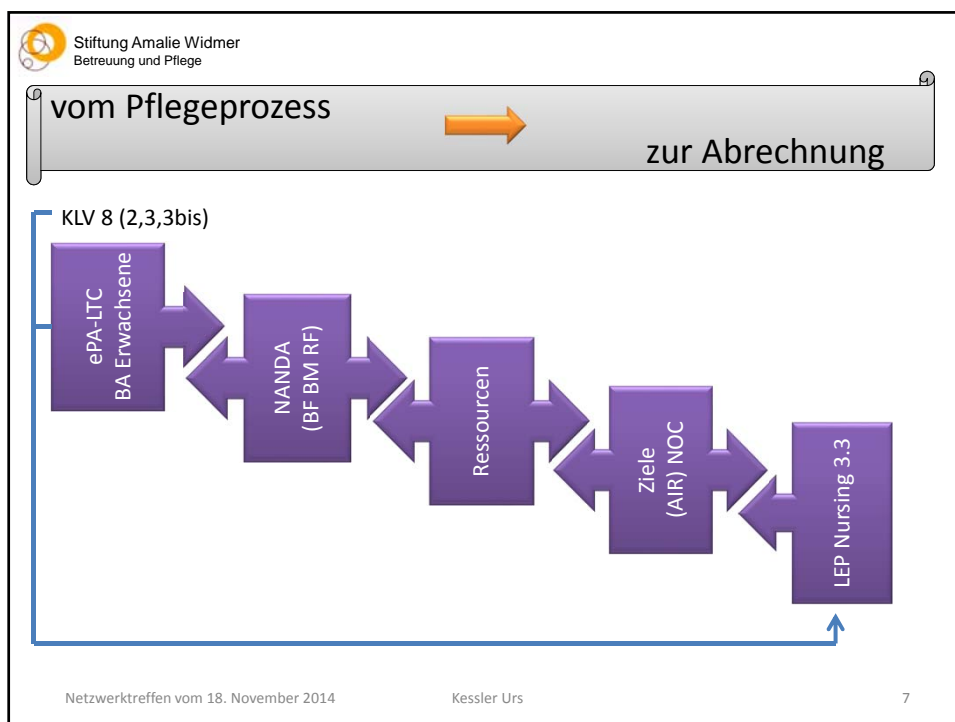 Stiftung Amalie Widmer
Betreuung und Pflege
vom Pflegeprozess
zur Abrechnung
KLV 8 (2,3,3bis)
ePA-LTC
BA Erwachsene
NANDA
(BF BM RF)
Ressourcen
Ziele
(AIR) NOC
LEP Nursing 3.3
Netzwerktreffen vom 18. November 2014
Kessler Urs
7